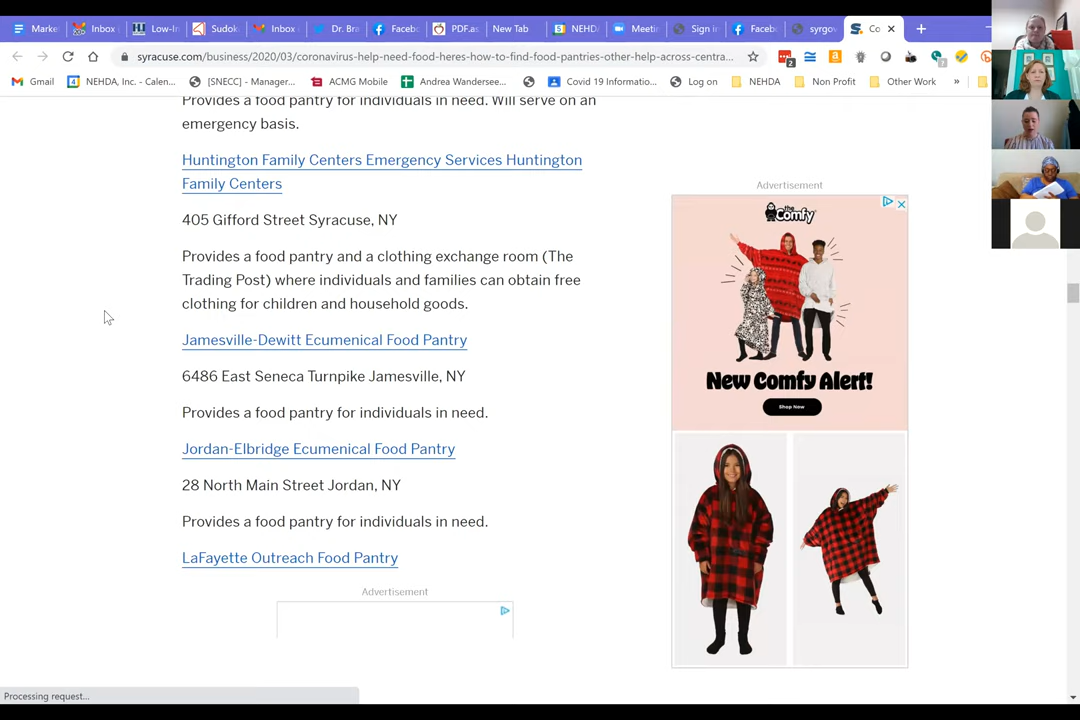 Marke
Inbox
Low-In
Sudok
Inbox
Dr. Bra
Facebo
PDF.as
New Tab
NEHDA
Meetin
Sign in
Facebo
syrgov
Co
syracuse.com/business/2020/03/coronavirus-help-need-food-heres-how-to-find-food-pantries-other-help-across-centra...
Gmail
NEHDA, Inc. - Calen...
[SNECC] - Manager...
ACMG Mobile
Andrea Wandersee...
Covid 19 Informatio...
Log on
NEHDA
Non Profit
Other Work
»
Provides a food pantry for individuals in need. Will serve on an
emergency basis.
Huntington Family Centers Emergency Services Huntington
Family Centers
405 Gifford Street Syracuse, NY
Provides a food pantry and a clothing exchange room (The
Trading Post) where individuals and families can obtain free
clothing for children and household goods.
Jamesville-Dewitt Ecumenical Food Pantry
6486 East Seneca Turnpike Jamesville, NY
Provides a food pantry for individuals in need.
Jordan-Elbridge Ecumenical Food Pantry
28 North Main Street Jordan, NY
Provides a food pantry for individuals in need.
LaFayette Outreach Food Pantry
Advertisement
Advertisement
the Comfy
New Comfy Alert!
Shop Now
Processing request...